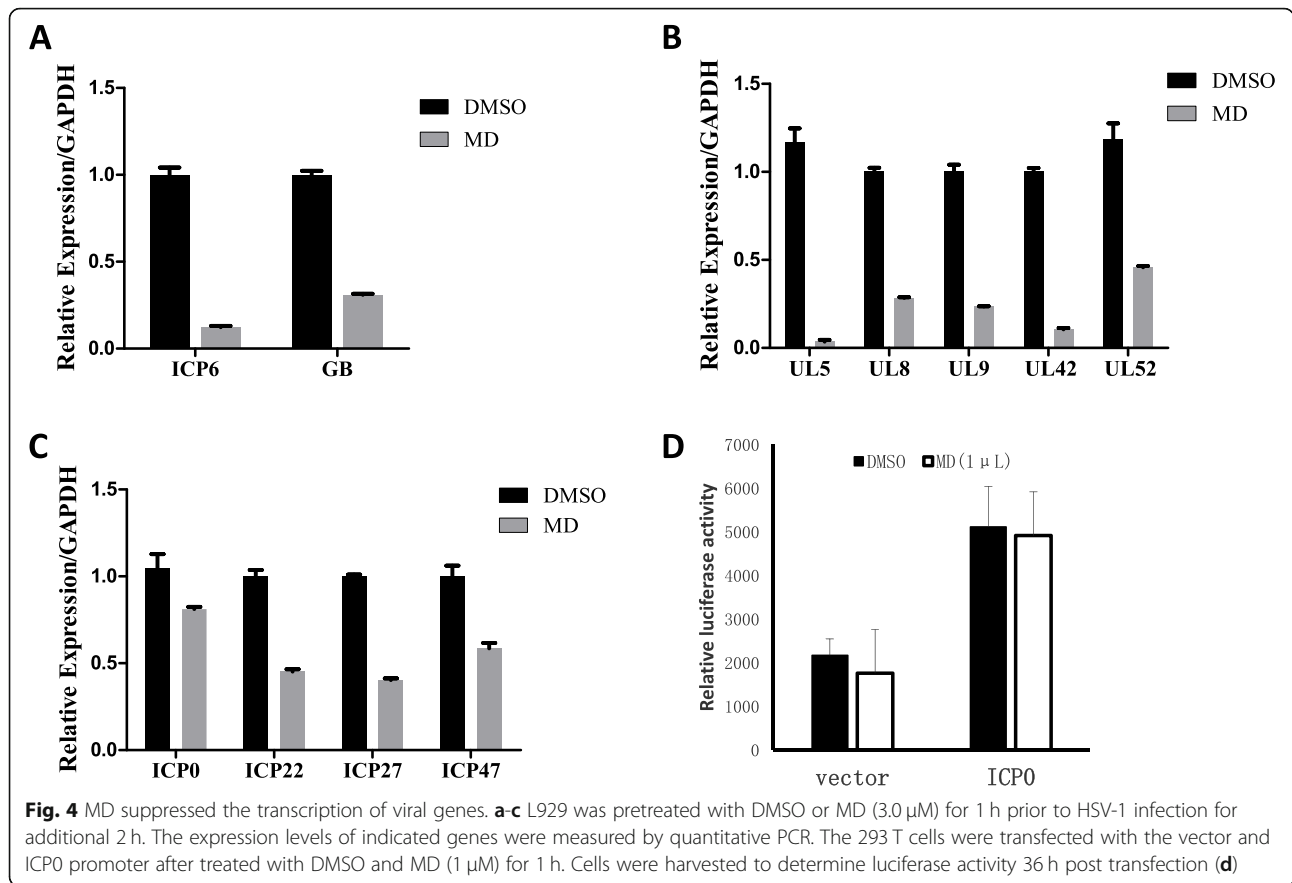 A
Relative Expression/GAPDH
1.5
1.0
0.5
0.0
DMSO
MD
ICP6 GB
B
Relative Expression/GAPDH
1.5
1.0
0.5
0.0
DMSO
MD
UL5 UL8 UL9 UL42 UL52
C
Relative Expression/GAPDH
1.5
1.0
0.5
0.0
DMSO
MD
ICP0 ICP22 ICP27 ICP47
D
Relative luciferase activity
7000
6000
5000
4000
3000
2000
1000
0
DMSO MD(1 μL)
vector ICP0
Fig. 4 MD suppressed the transcription of viral genes. a-c L929 was pretreated with DMSO or MD (3.0 μM) for 1 h prior to HSV-1 infection for
additional 2 h. The expression levels of indicated genes were measured by quantitative PCR. The 293 T cells were transfected with the vector and
ICP0 promoter after treated with DMSO and MD (1 μM) for 1 h. Cells were harvested to determine luciferase activity 36 h post transfection (d)